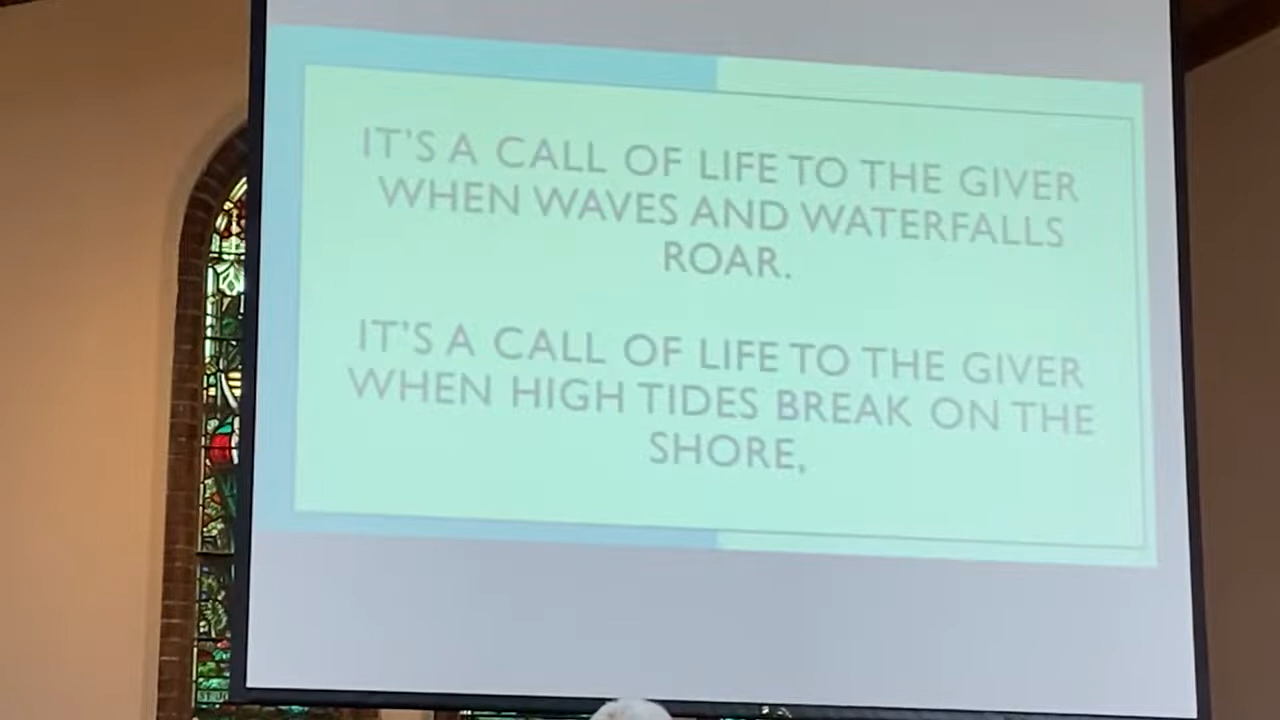 IT'S A CALL OF LIFE TO THE GIVER
WHEN WAVES AND WATERFALLS
ROAR.
IT'S A CALL OF LIFE TO THE GIVER
WHEN HIGH TIDES BREAK ON THE
SHORE,